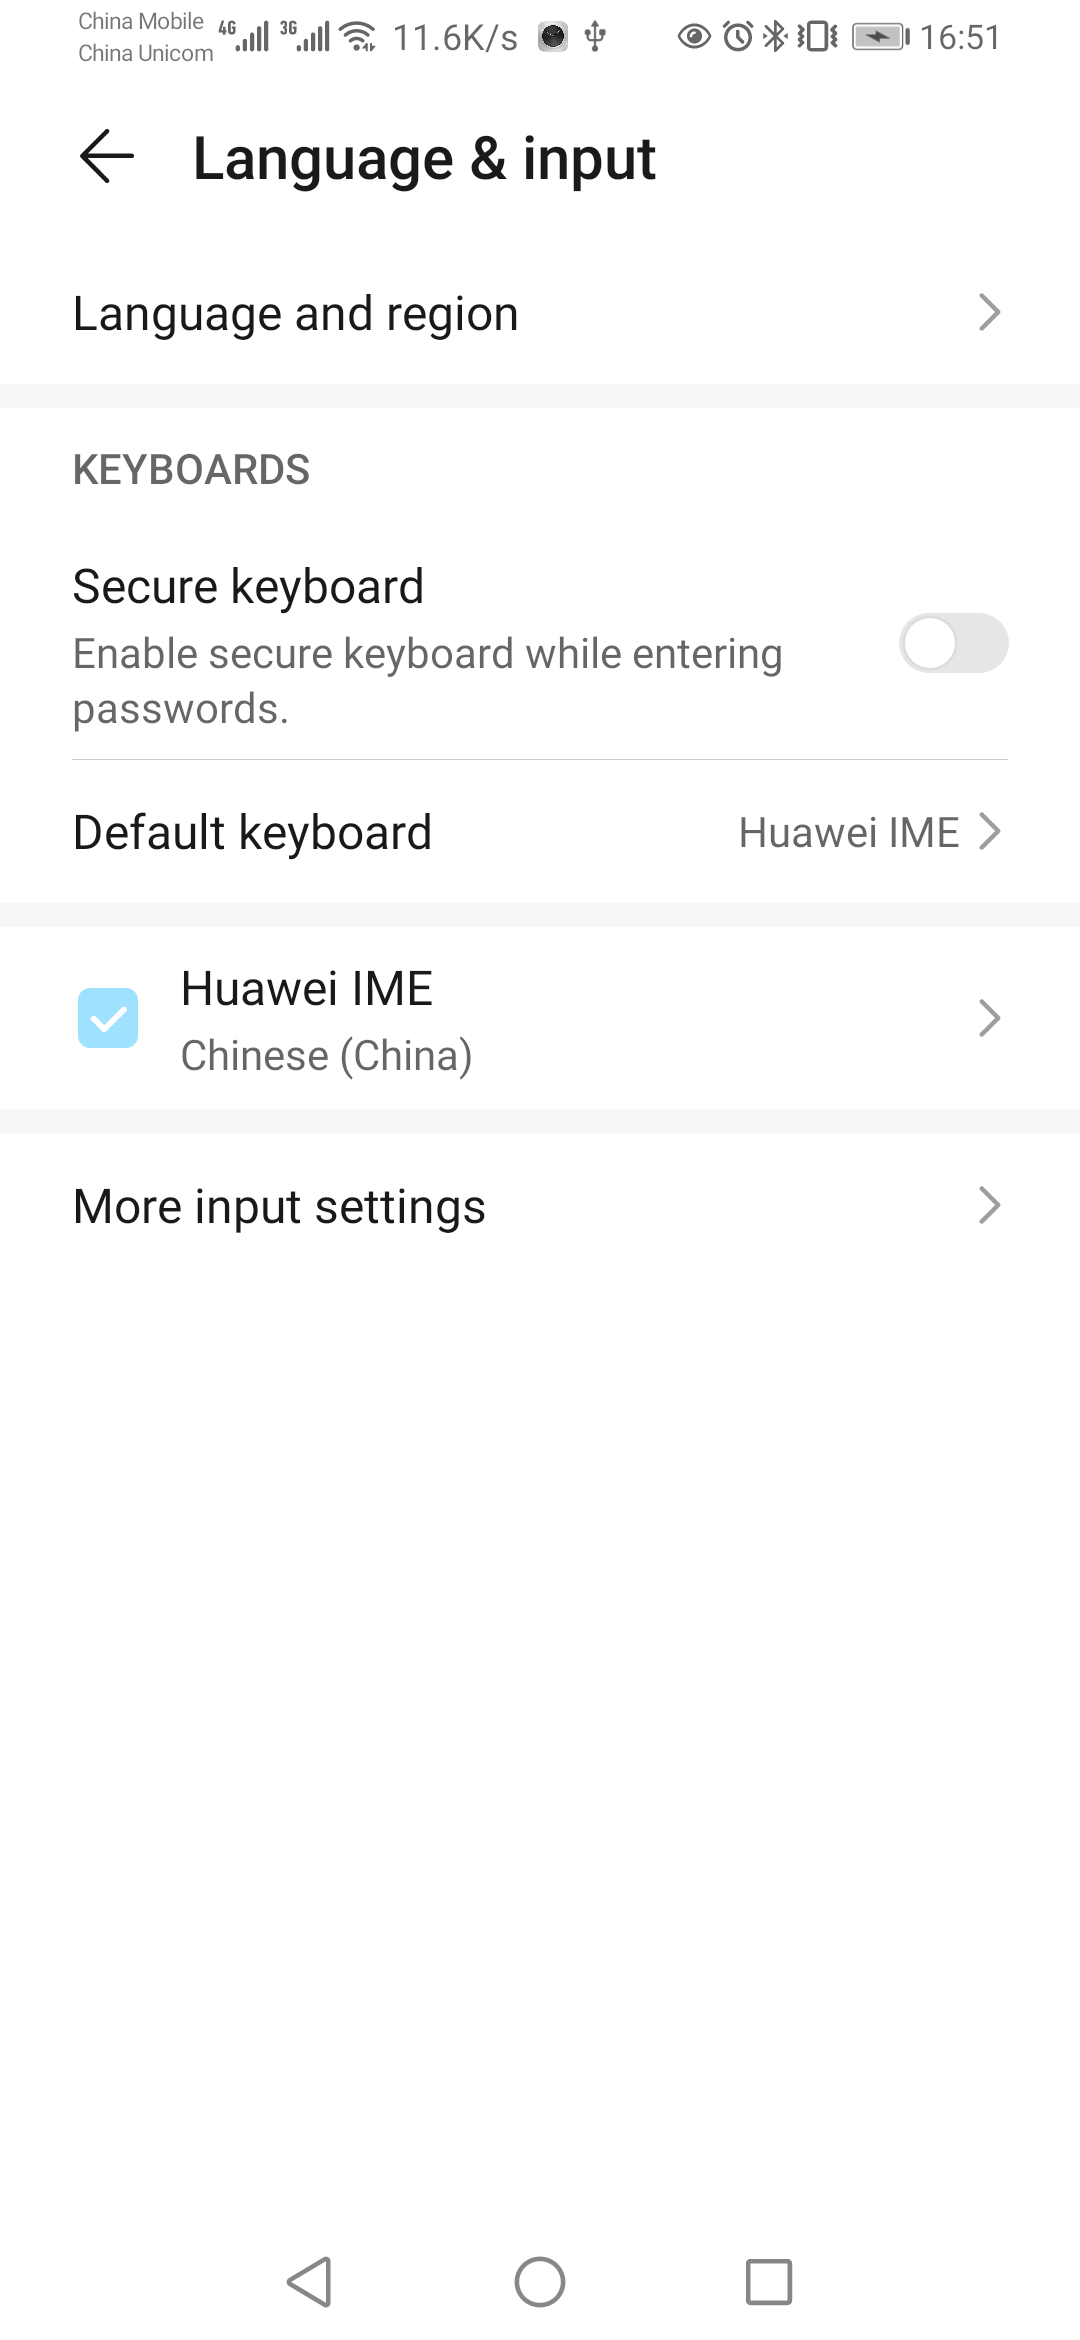 China Mobile
China Unicom
4G
3G
11.6K/s
16:51
Language & input
Language and region
KEYBOARDS
Secure keyboard
Enable secure keyboard while entering
passwords.
Default keyboard
Huawei IME
Huawei IME
Chinese (China)
More input settings